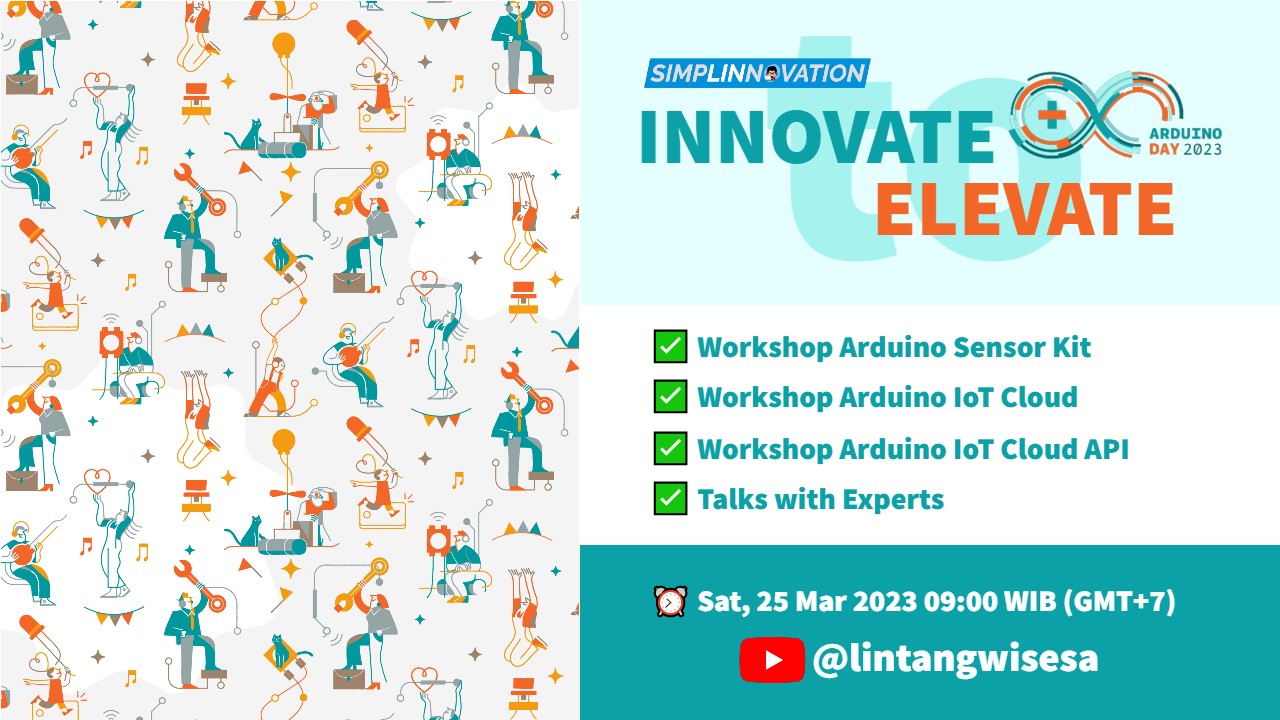 SIMPLINNOVATION
to
INNOVATE
ARDUINO
DAY 2023
ELEVATE
Workshop Arduino Sensor Kit
Workshop Arduino IoT Cloud
Workshop Arduino IoT Cloud API
Talks with Experts
Sat, 25 Mar 2023 09:00 WIB (GMT+7)
@lintangwisesa